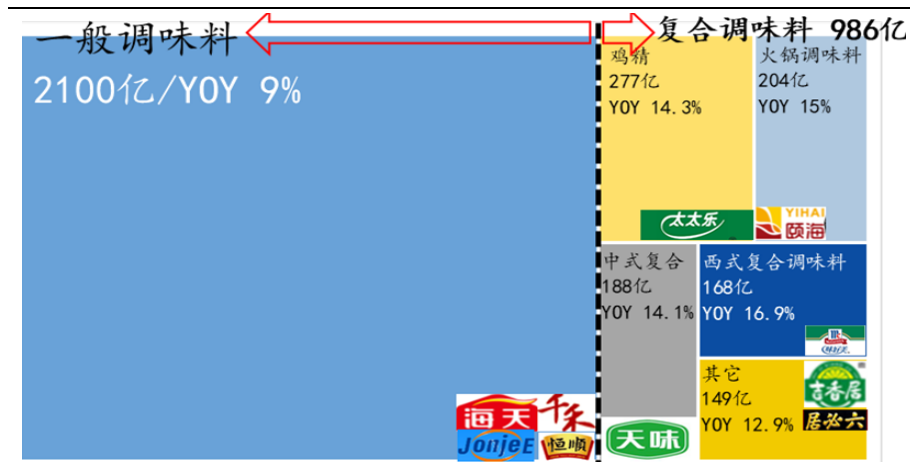 一般调味料
2100亿/YOY 9%
复合调味料 986亿
鸡精
277亿
YOY 14.3%
火锅调味料
204亿
YOY 15%
太太乐
YIHAI
颐海
中式复合
188亿
YOY 14.1%
西式复合调味料
168亿
YOY 16.9%
味好美
其它
149亿
YOY 12.9%
吉香居
居必六
海天
千禾
JonjeE
恒顺
天味